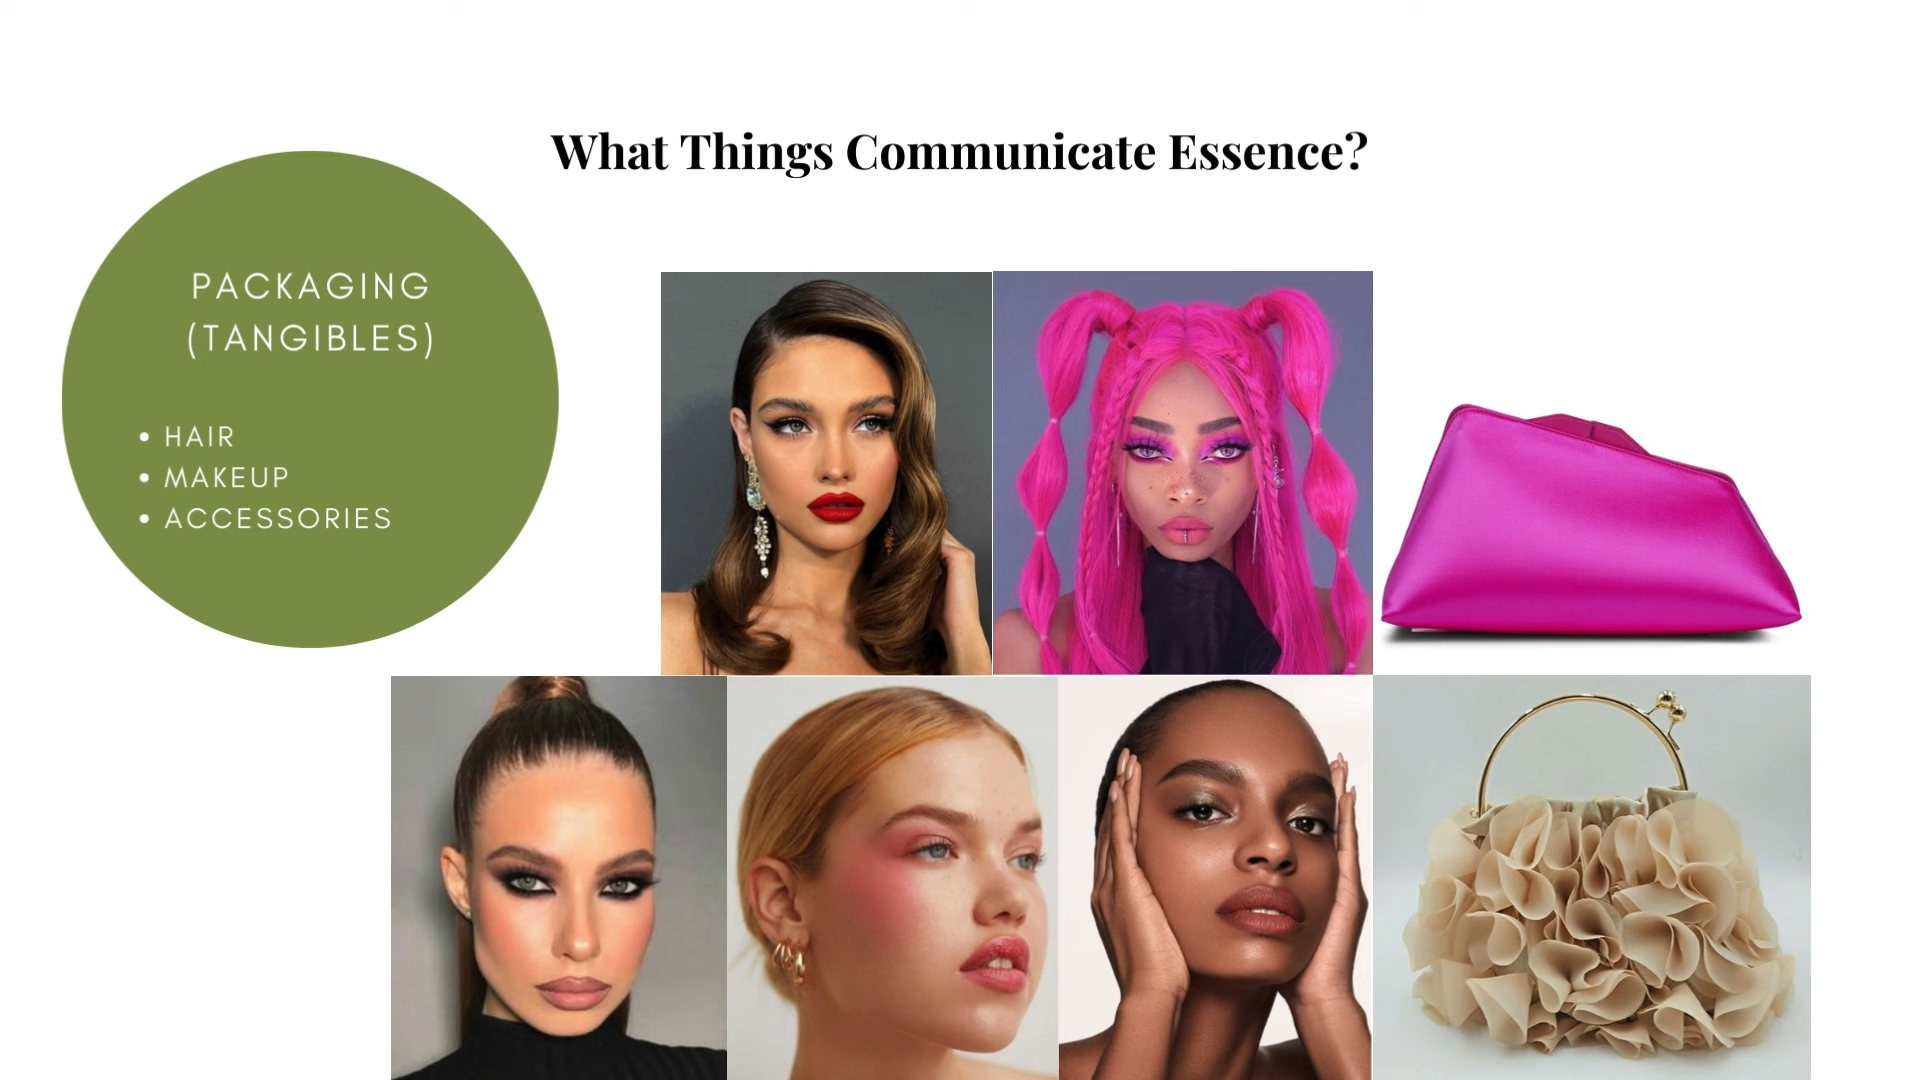 What Things Communicate Essence?
PACKAGING
(TANGIBLES)
• HAIR
• MAKEUP
• ACCESSORIES